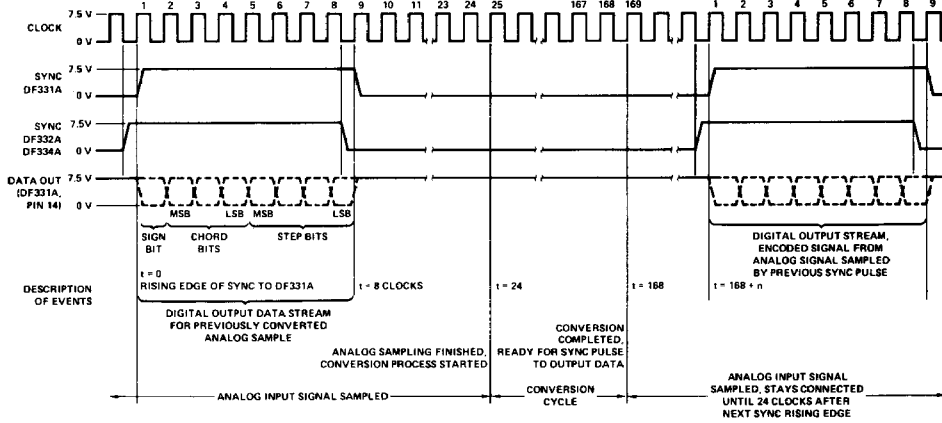 1 2 3 4 5 6 7 8 9 10 11 23 24 25 167 168 169 1 2 3 4 5 6 7 8 9
CLOCK 7.5 V
0 V
SYNC DF331A 7.5 V
0 V
SYNC DF332A DF334A 7.5V
0 V
DATA OUT (DF331A, PIN 14) 7.5 V
0 V
MSB LSB MSB LSB
SIGN BIT
CHORD BITS
STEP BITS
DIGITAL OUTPUT STREAM,
ENCODED SIGNAL FROM
ANALOG SIGNAL SAMPLED
BY PREVIOUS SYNC PULSE
DESCRIPTION OF EVENTS
t = 0
RISING EDGE OF SYNC TO DF331A
t = 8 CLOCKS
t = 24
t = 168
t = 168 + n
DIGITAL OUTPUT DATA STREAM
FOR PREVIOUSLY CONVERTED
ANALOG SAMPLE
ANALOG SAMPLING FINISHED,
CONVERSION PROCESS STARTED
CONVERSION
COMPLETED,
READY FOR SYNC PULSE
TO OUTPUT DATA
ANALOG INPUT SIGNAL SAMPLED
CONVERSION
CYCLE
ANALOG INPUT SIGNAL
SAMPLED, STAYS CONNECTED
UNTIL 24 CLOCKS AFTER
NEXT SYNC RISING EDGE